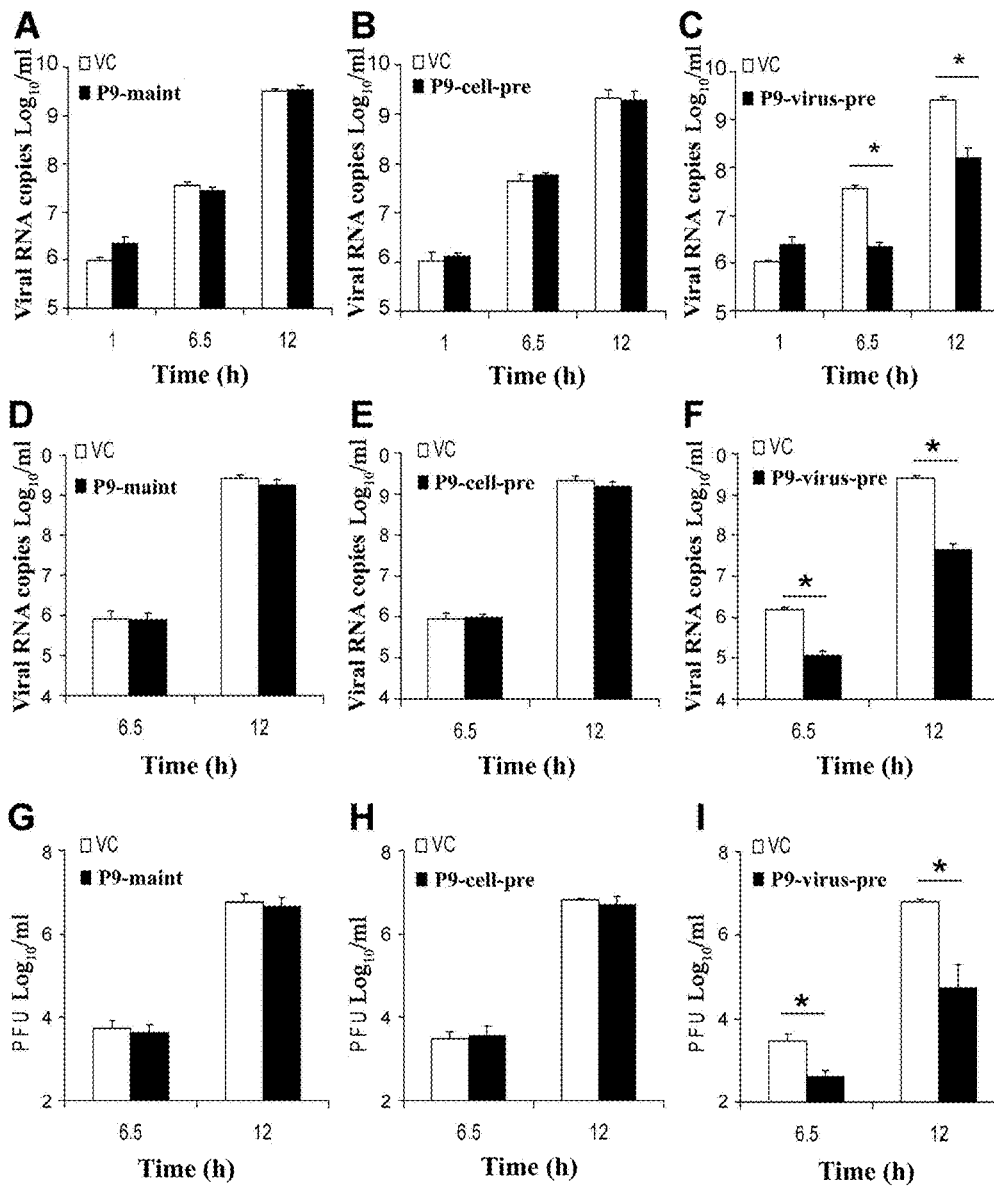 A
Viral RNA copies Log10/ml
10
9
8
7
6
5
VC
P9-maint
1
6.5
12
Time (h)
B
Viral RNA copies Log10/ml
10
9
8
7
6
5
VC
P9-cell-pre
1
6.5
12
Time (h)
C
Viral RNA copies Log10/ml
10
9
8
7
6
5
VC
P9-virus-pre
*
*
1
6.5
12
Time (h)
D
Viral RNA copies Log10/ml
0
9
8
7
6
5
4
VC
P9-maint
6.5
12
Time (h)
E
Viral RNA copies Log10/ml
0
9
8
7
6
5
4
VC
P9-cell-pre
6.5
12
Time (h)
F
Viral RNA copies Log10/ml
0
9
8
7
6
5
4
VC
P9-virus-pre
*
*
6.5
12
Time (h)
G
PFU Log10/ml
8
6
4
2
VC
P9-maint
6.5
12
Time (h)
H
PFU Log10/ml
8
6
4
2
VC
P9-cell-pre
6.5
12
Time (h)
I
PFU Log10/ml
8
6
4
2
VC
P9-virus-pre
*
*
6.5
12
Time (h)